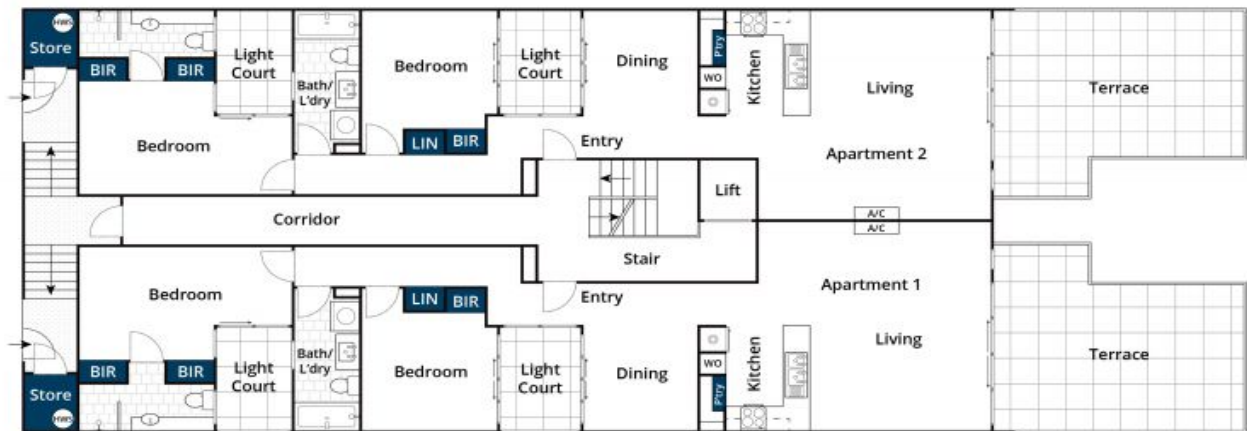 HWS
Store
BIR
BIR
Light
Court
Bath/
L'dry
Bedroom
Light
Court
Dining
P'try
WO
Kitchen
Living
Terrace
Bedroom
LIN
BIR
Entry
Apartment 2
Lift
Corridor
A/C
A/C
Stair
Bedroom
LIN
BIR
Entry
Apartment 1
BIR
BIR
Light
Court
Bath/
L'dry
Bedroom
Light
Court
Dining
WO
P'try
Kitchen
Living
Terrace
Store
HWS